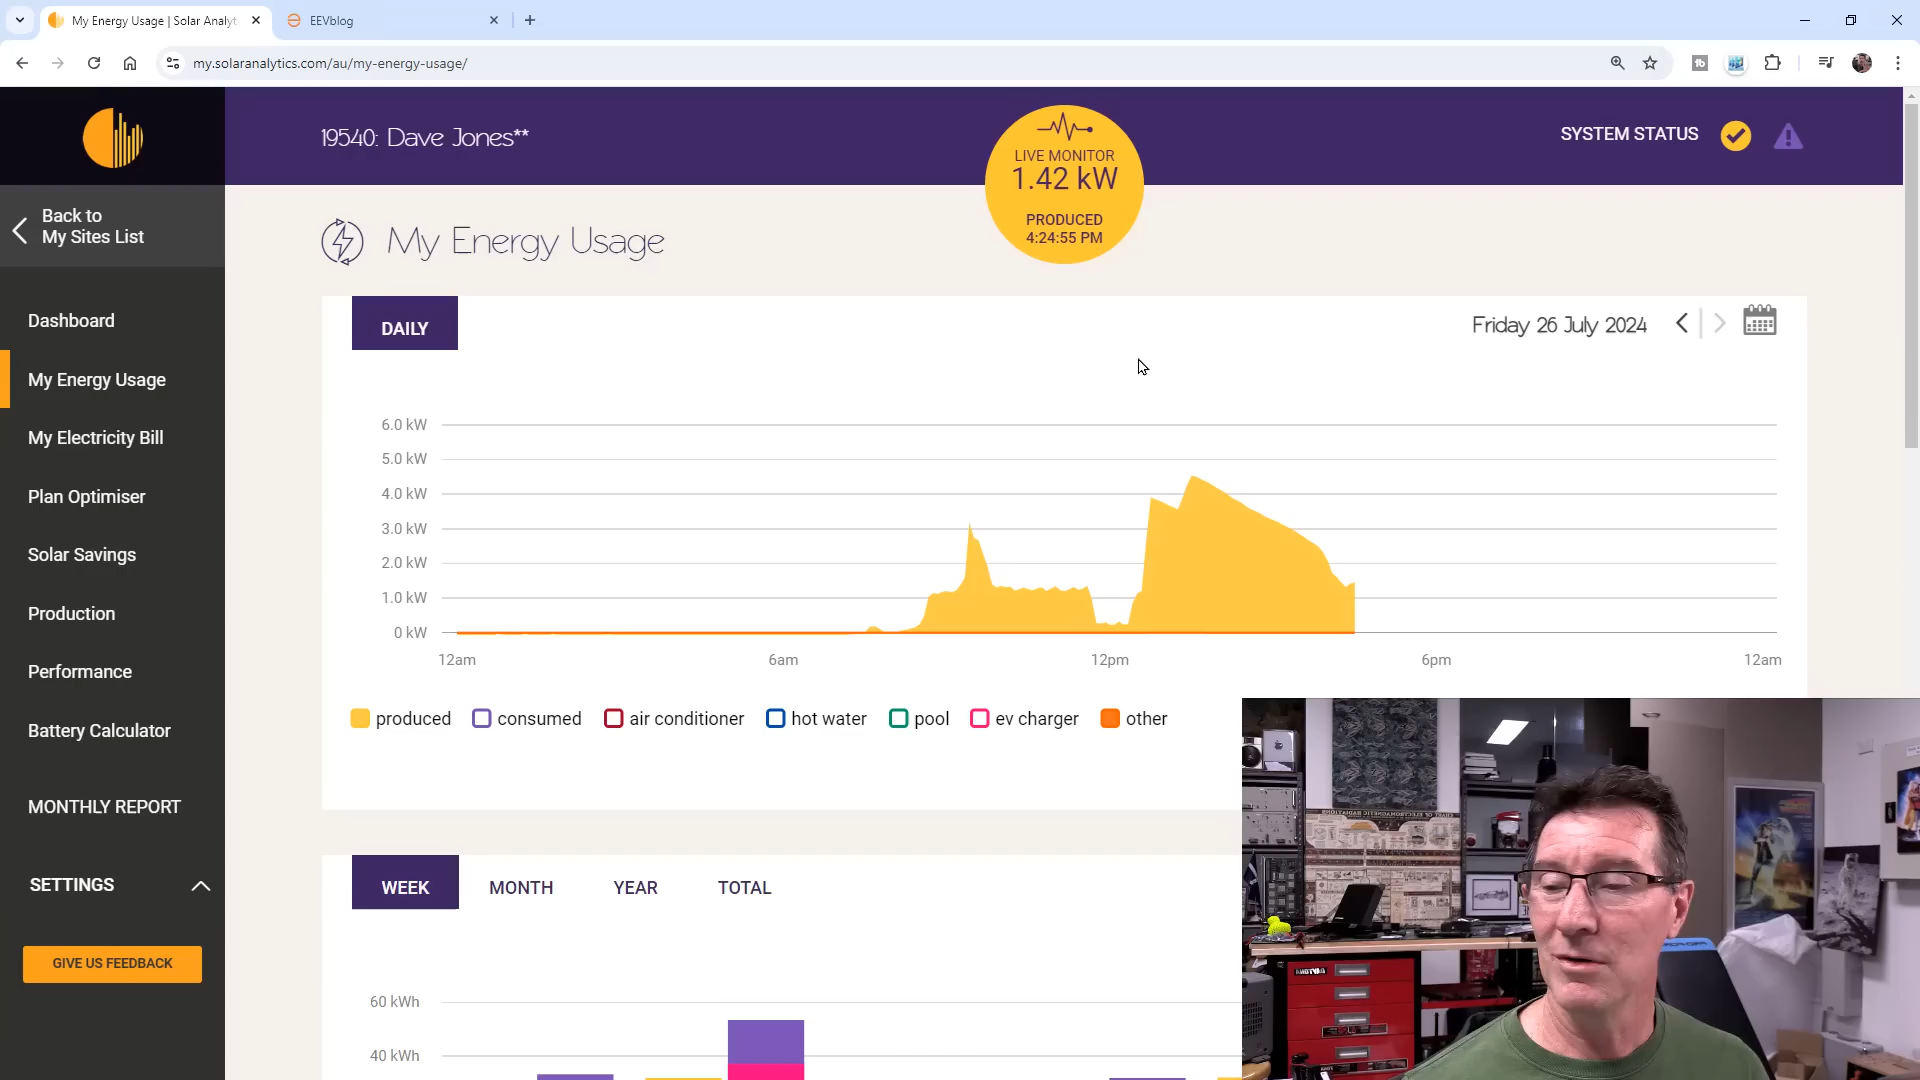 My Energy Usage | Solar Analyt
EEVblog
my.solaranalytics.com/au/my-energy-usage/
19540: Dave Jones**
LIVE MONITOR
1.42 kW
PRODUCED
4:24:55 PM
SYSTEM STATUS
Back to
My Sites List
Dashboard
My Energy Usage
My Electricity Bill
Plan Optimiser
Solar Savings
Production
Performance
Battery Calculator
MONTHLY REPORT
SETTINGS
GIVE US FEEDBACK
My Energy Usage
DAILY
Friday 26 July 2024
6.0 kW
5.0 kW
4.0 kW
3.0 kW
2.0 kW
1.0 kW
0 kW
12am 6am 12pm 6pm 12am
produced consumed air conditioner hot water pool ev charger other
WEEK MONTH YEAR TOTAL
60 kWh
40 kWh